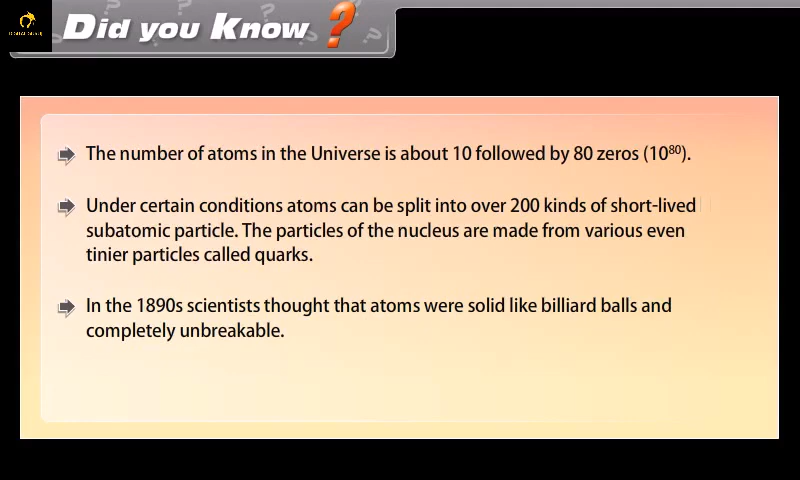 Did you Know ?
The number of atoms in the Universe is about 10 followed by 80 zeros (10⁸⁰).
Under certain conditions atoms can be split into over 200 kinds of short-lived
subatomic particle. The particles of the nucleus are made from various even
tinier particles called quarks.
In the 1890s scientists thought that atoms were solid like billiard balls and
completely unbreakable.